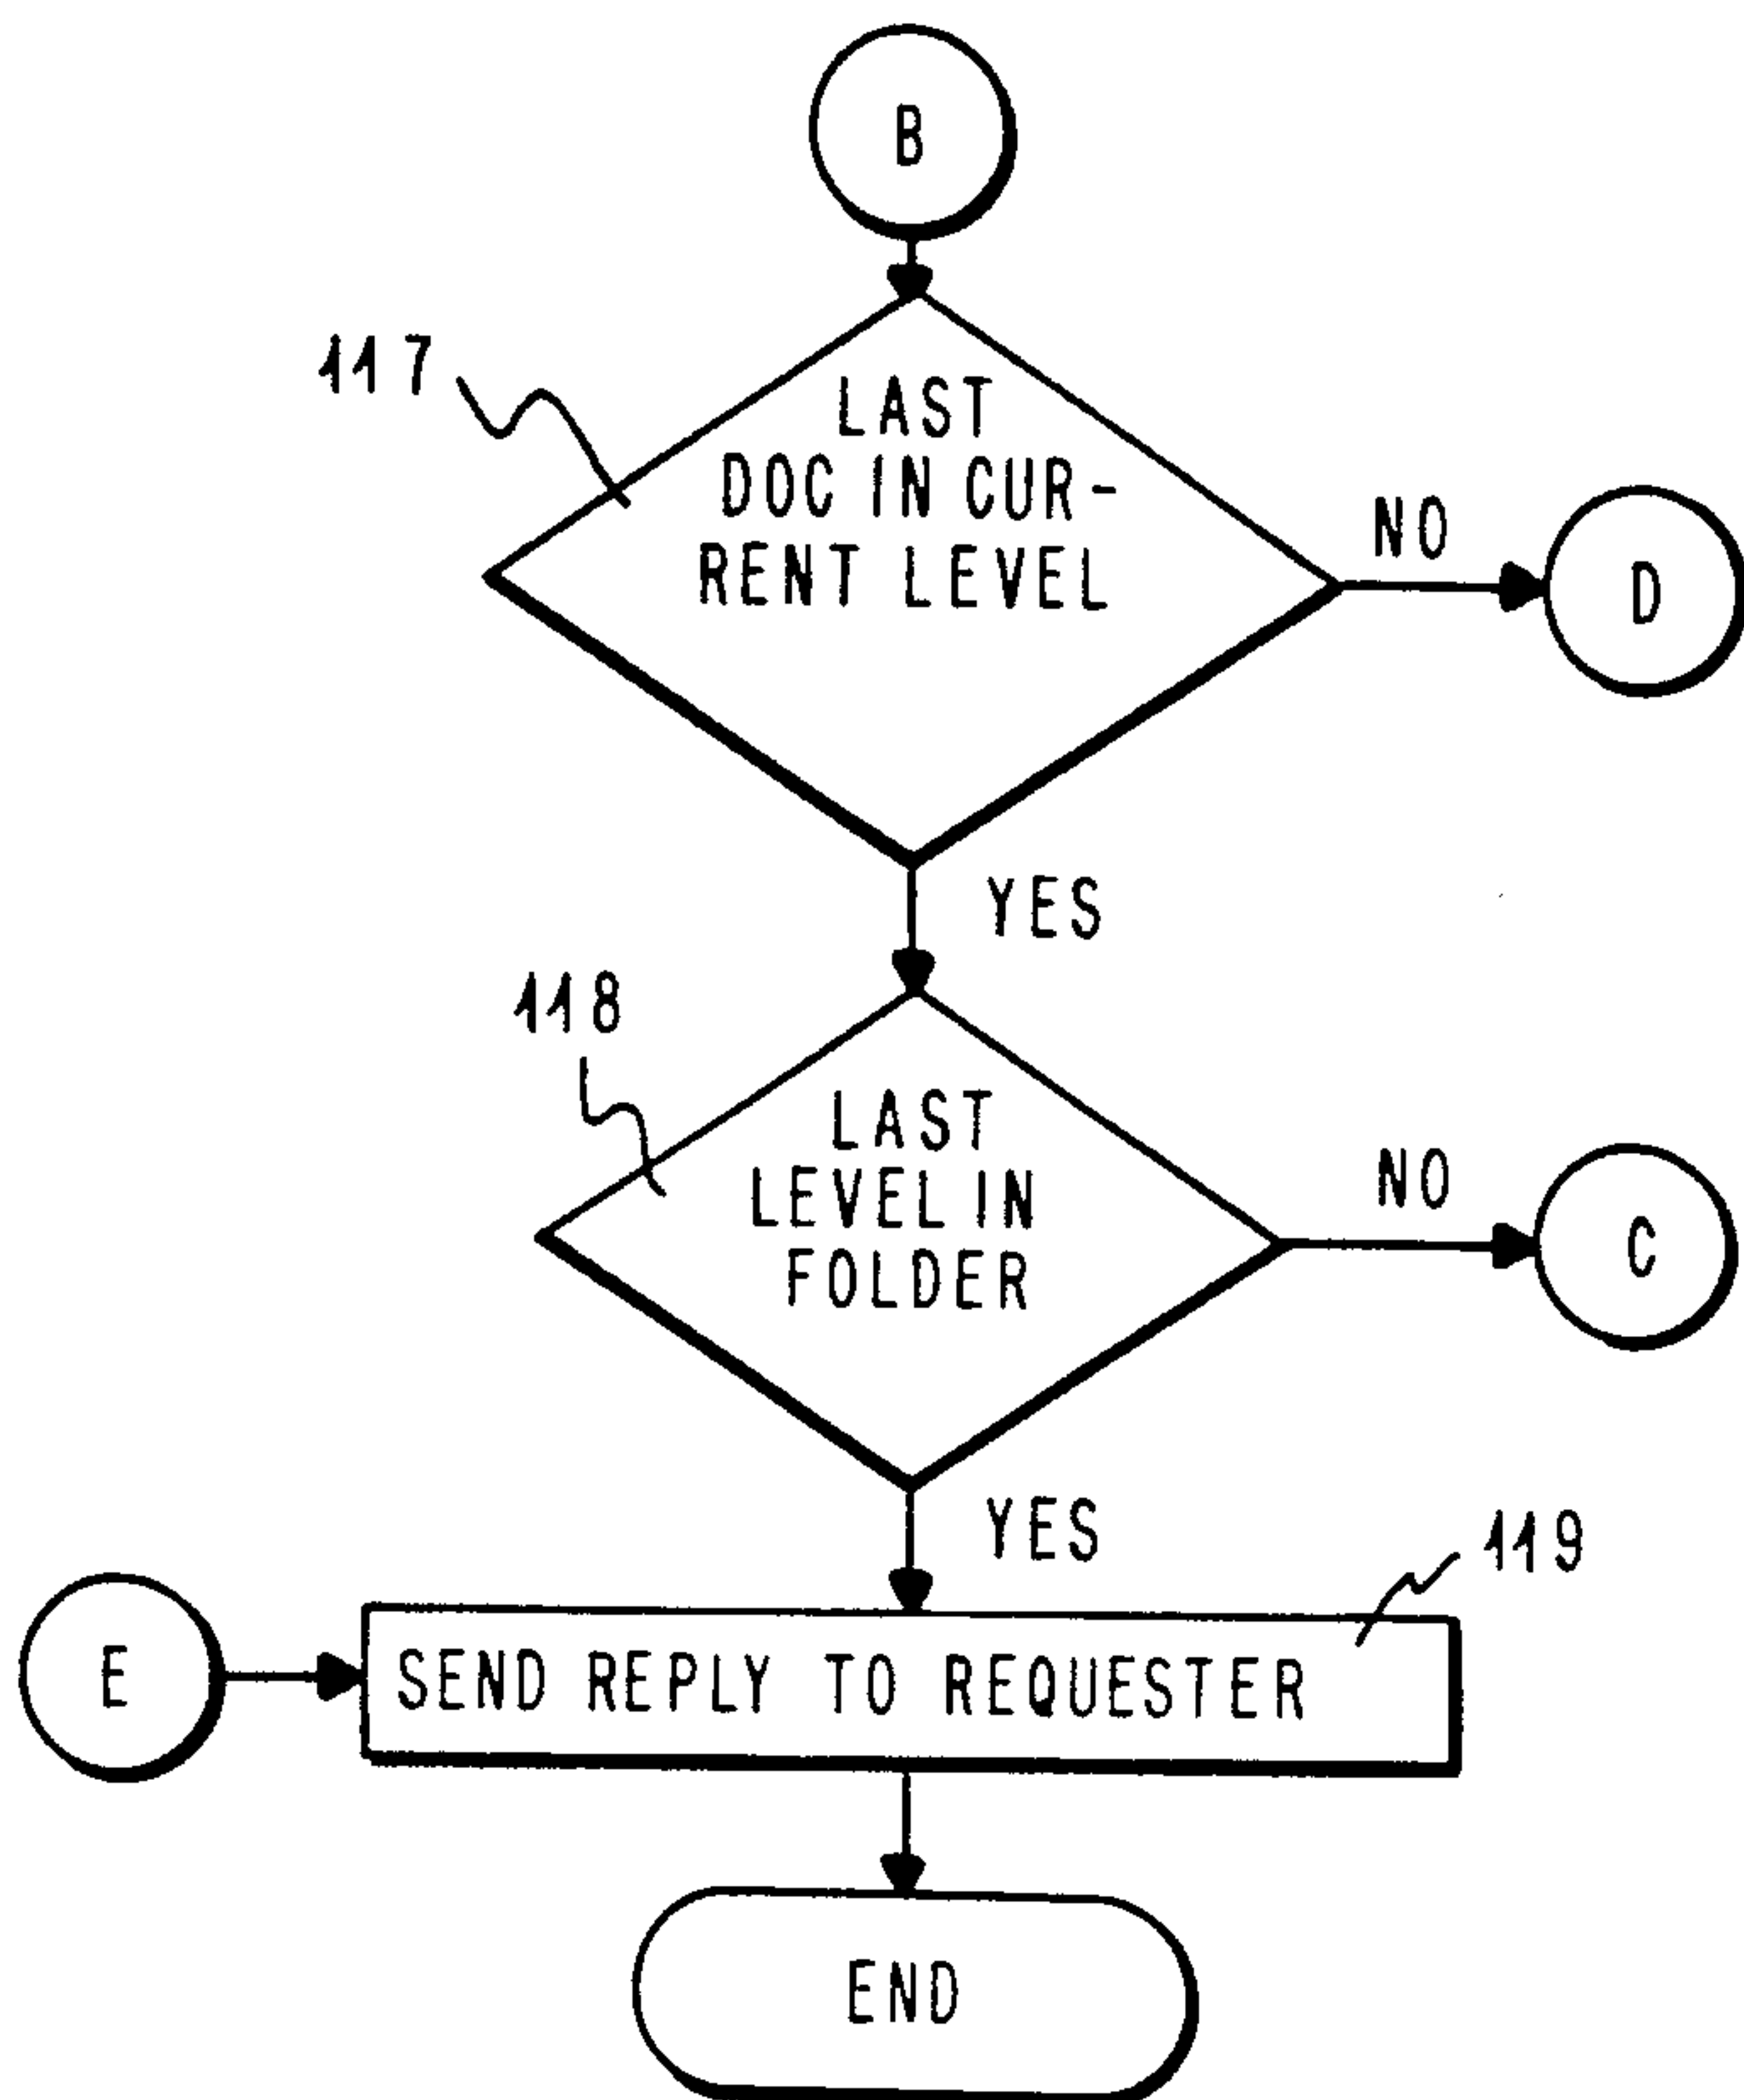 B
117
LAST
DOC IN CUR-
RENT LEVEL
NO
D
YES
118
LAST
LEVEL IN
FOLDER
NO
C
YES
119
E
SEND REPLY TO REQUESTER
END